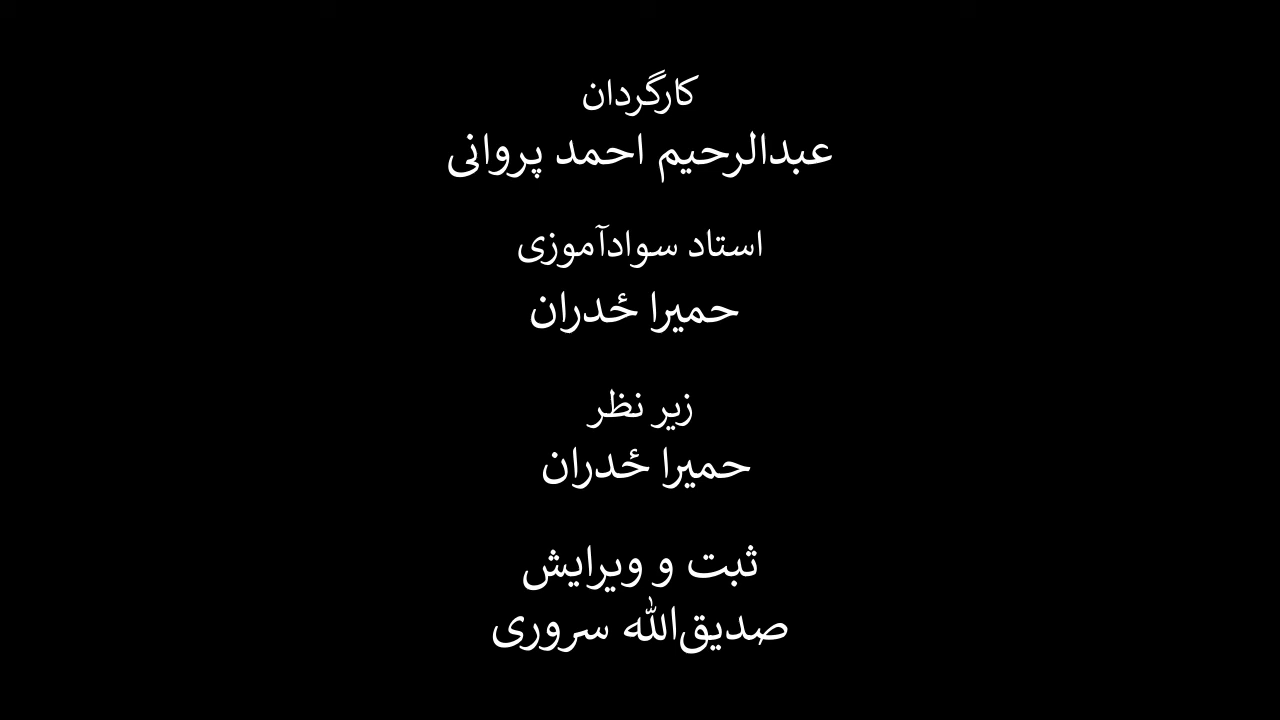 کارگردان
عبدالرحیم احمد پروانی
استاد سوادآموزی
حمیرا ځدران
زیر نظر
حمیرا ځدران
ثبت و ویرایش
صدیق‌الله سروری